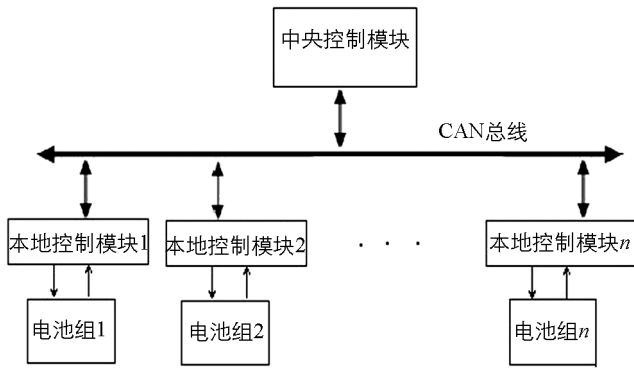 中央控制模块
CAN总线
本地控制模块1
本地控制模块2
· · ·
本地控制模块n
电池组1
电池组2
电池组n